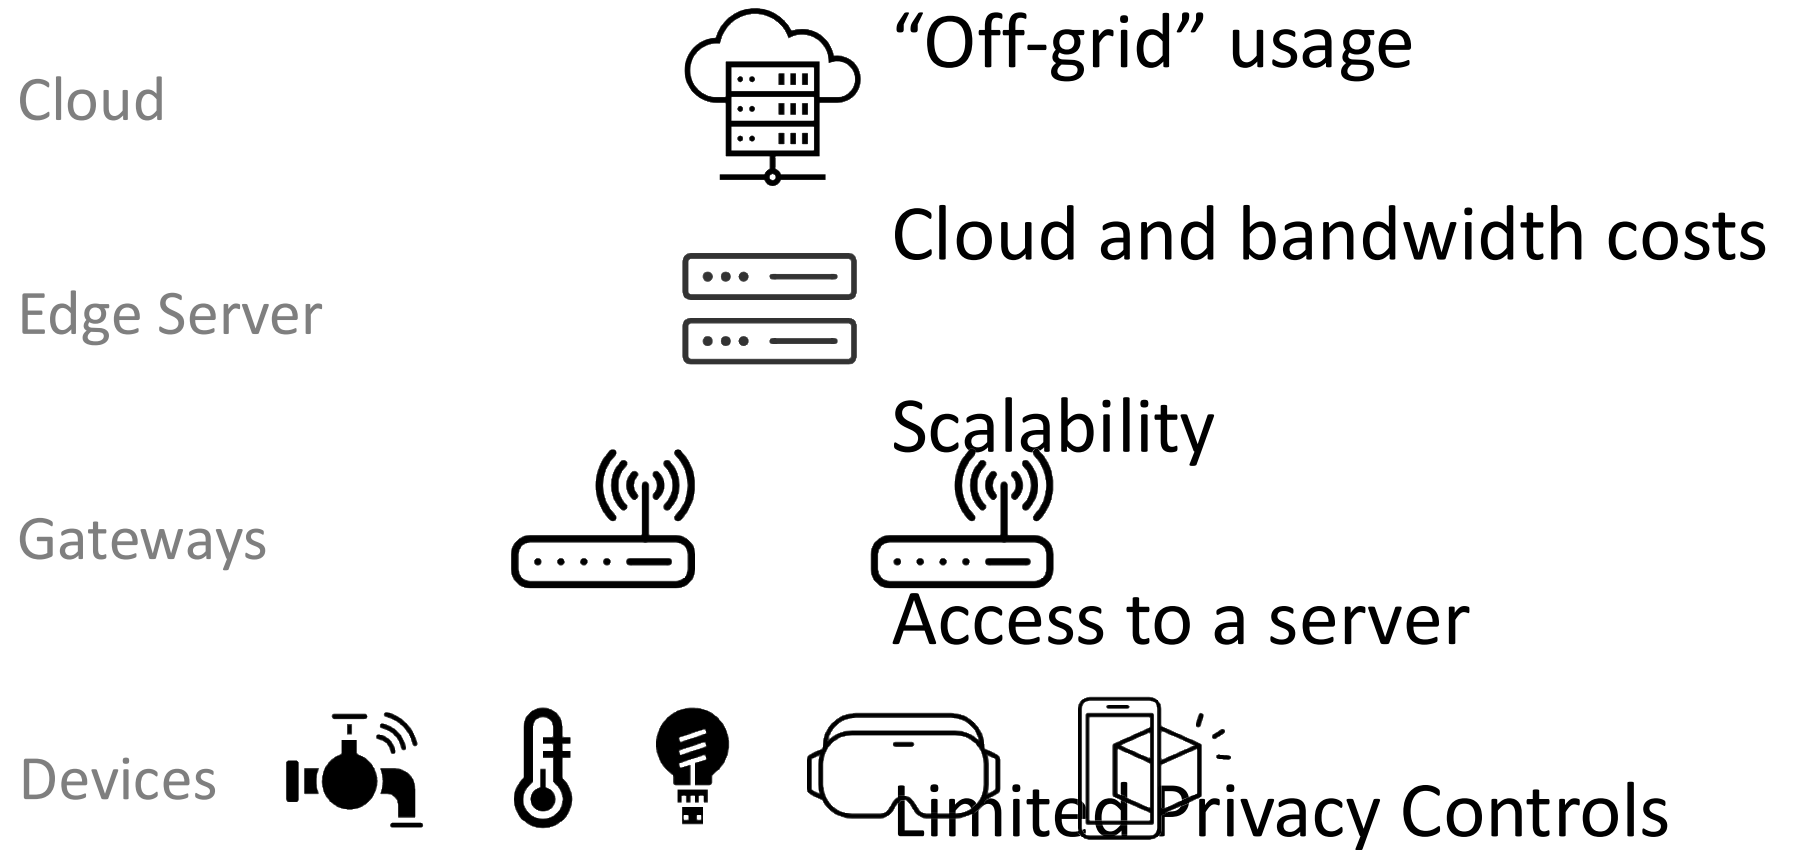 Cloud
“Off-grid” usage
Cloud and bandwidth costs
Edge Server
Scalability
Gateways
Access to a server
Devices
Limited Privacy Controls